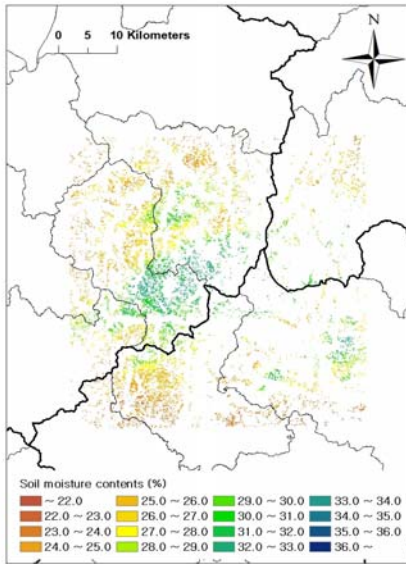 N
0 5 10 Kilometers
Soil moisture contents (%)
~ 22.0 25.0 ~ 26.0 29.0 ~ 30.0 33.0 ~ 34.0
22.0 ~ 23.0 26.0 ~ 27.0 30.0 ~ 31.0 34.0 ~ 35.0
23.0 ~ 24.0 27.0 ~ 28.0 31.0 ~ 32.0 35.0 ~ 36.0
24.0 ~ 25.0 28.0 ~ 29.0 32.0 ~ 33.0 36.0 ~